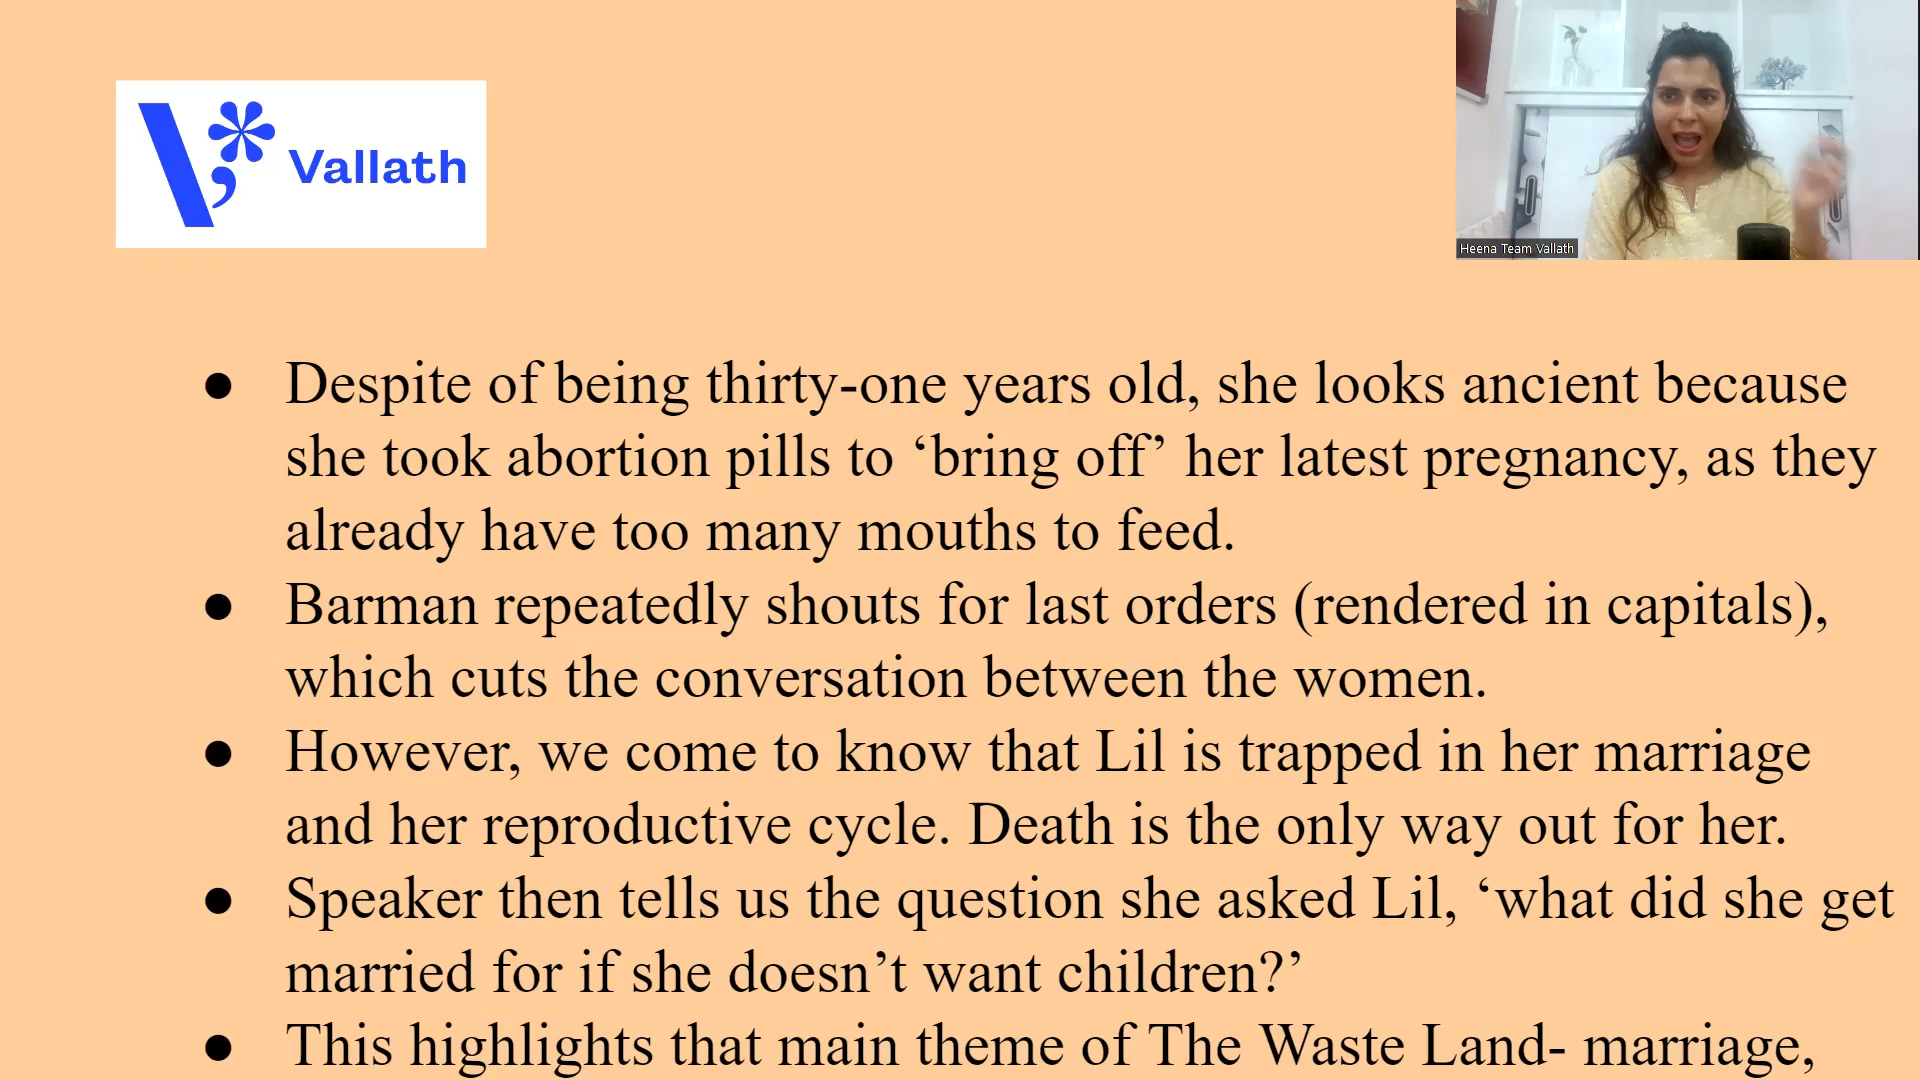 Vallath
Heena Team Vallath
● Despite of being thirty-one years old, she looks ancient because
she took abortion pills to ‘bring off’ her latest pregnancy, as they
already have too many mouths to feed.
● Barman repeatedly shouts for last orders (rendered in capitals),
which cuts the conversation between the women.
● However, we come to know that Lil is trapped in her marriage
and her reproductive cycle. Death is the only way out for her.
● Speaker then tells us the question she asked Lil, ‘what did she get
married for if she doesn’t want children?’
● This highlights that main theme of The Waste Land- marriage,